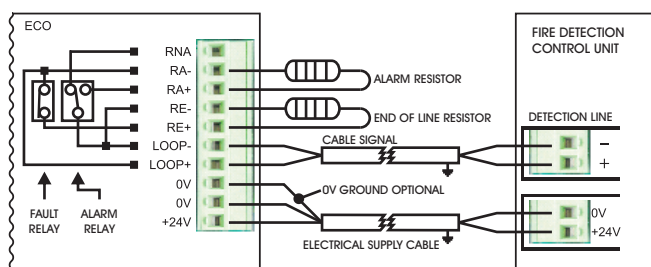 ECO
FIRE DETECTION
CONTROL UNIT
RNA
RA-
RA+
ALARM RESISTOR
RE-
RE+
END OF LINE RESISTOR
DETECTION LINE
LOOP-
CABLE SIGNAL
-
LOOP+
+
0V
0V GROUND OPTIONAL
0V
0V
+24V
+24V
FAULT
RELAY
ALARM
RELAY
ELECTRICAL SUPPLY CABLE